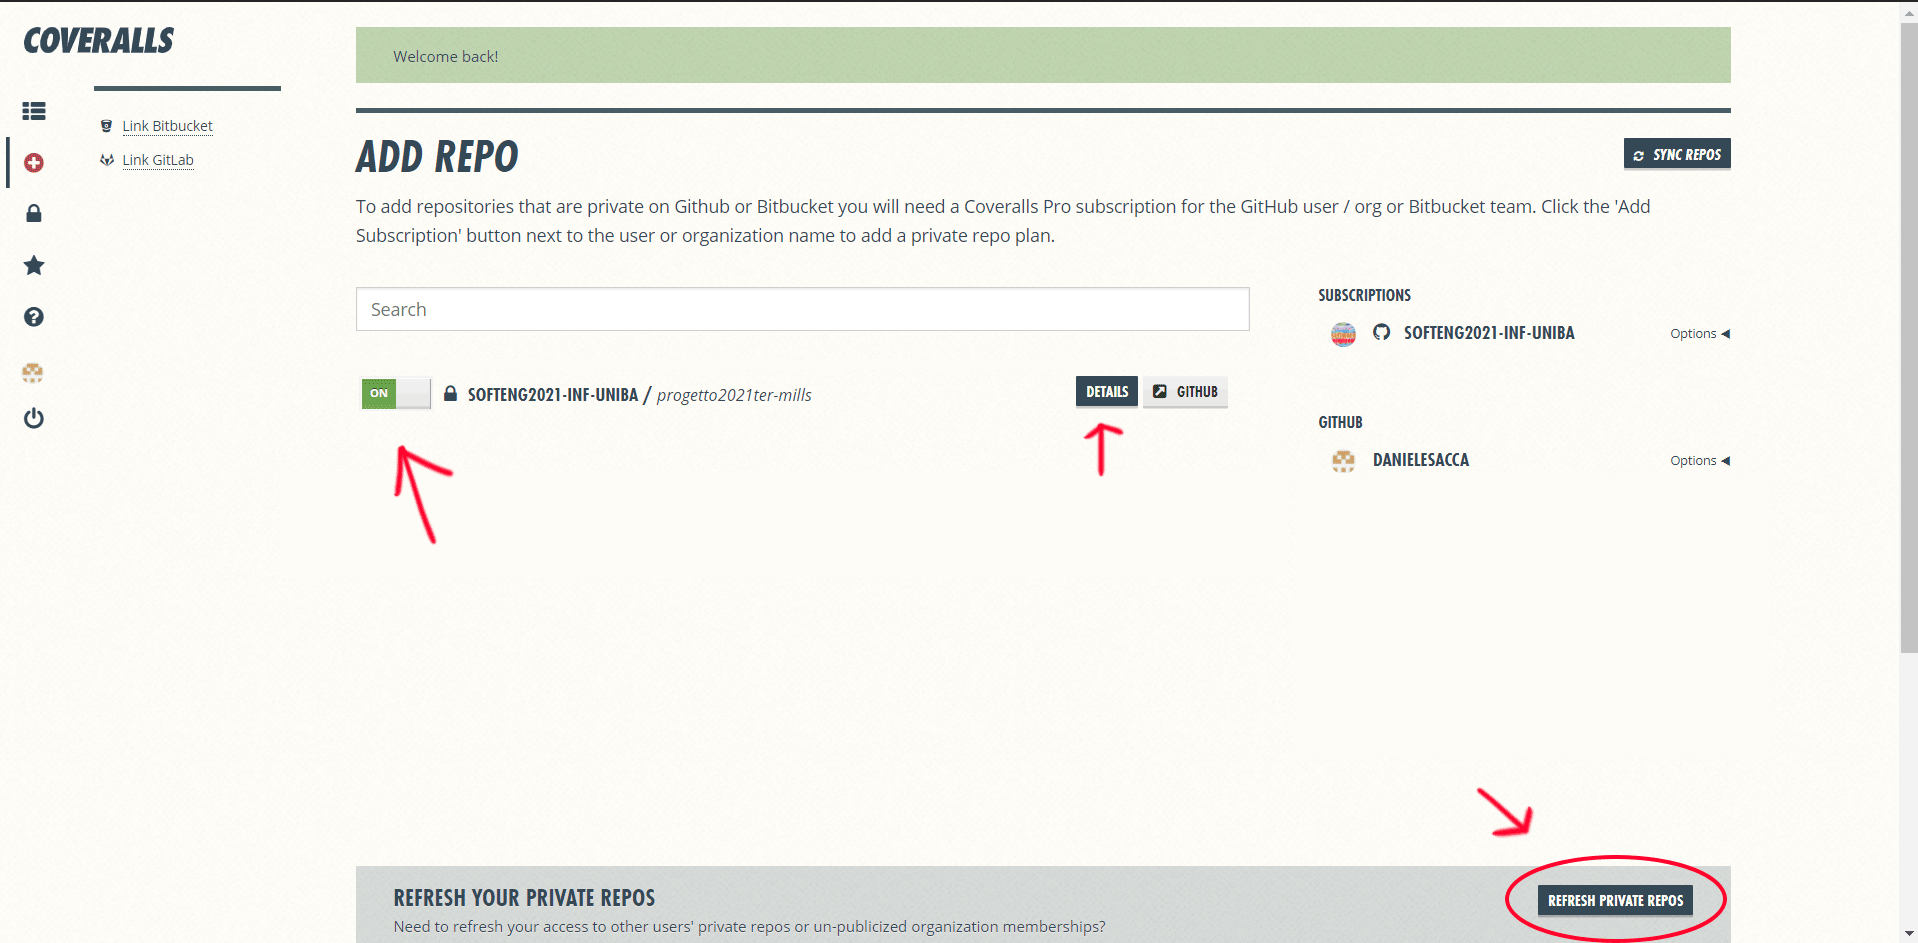 COVERALLS
Link Bitbucket
Link GitLab
Welcome back!
ADD REPO
SYNC REPOS
To add repositories that are private on Github or Bitbucket you will need a Coveralls Pro subscription for the GitHub user / org or Bitbucket team. Click the 'Add
Subscription' button next to the user or organization name to add a private repo plan.
Search
ON
SOFTENG2021-INF-UNIBA / progetto2021ter-mills
DETAILS
GITHUB
SUBSCRIPTIONS
SOFTENG2021-INF-UNIBA
Options
GITHUB
DANIELESACCA
Options
REFRESH YOUR PRIVATE REPOS
Need to refresh your access to other users' private repos or un-publicized organization memberships?
REFRESH PRIVATE REPOS